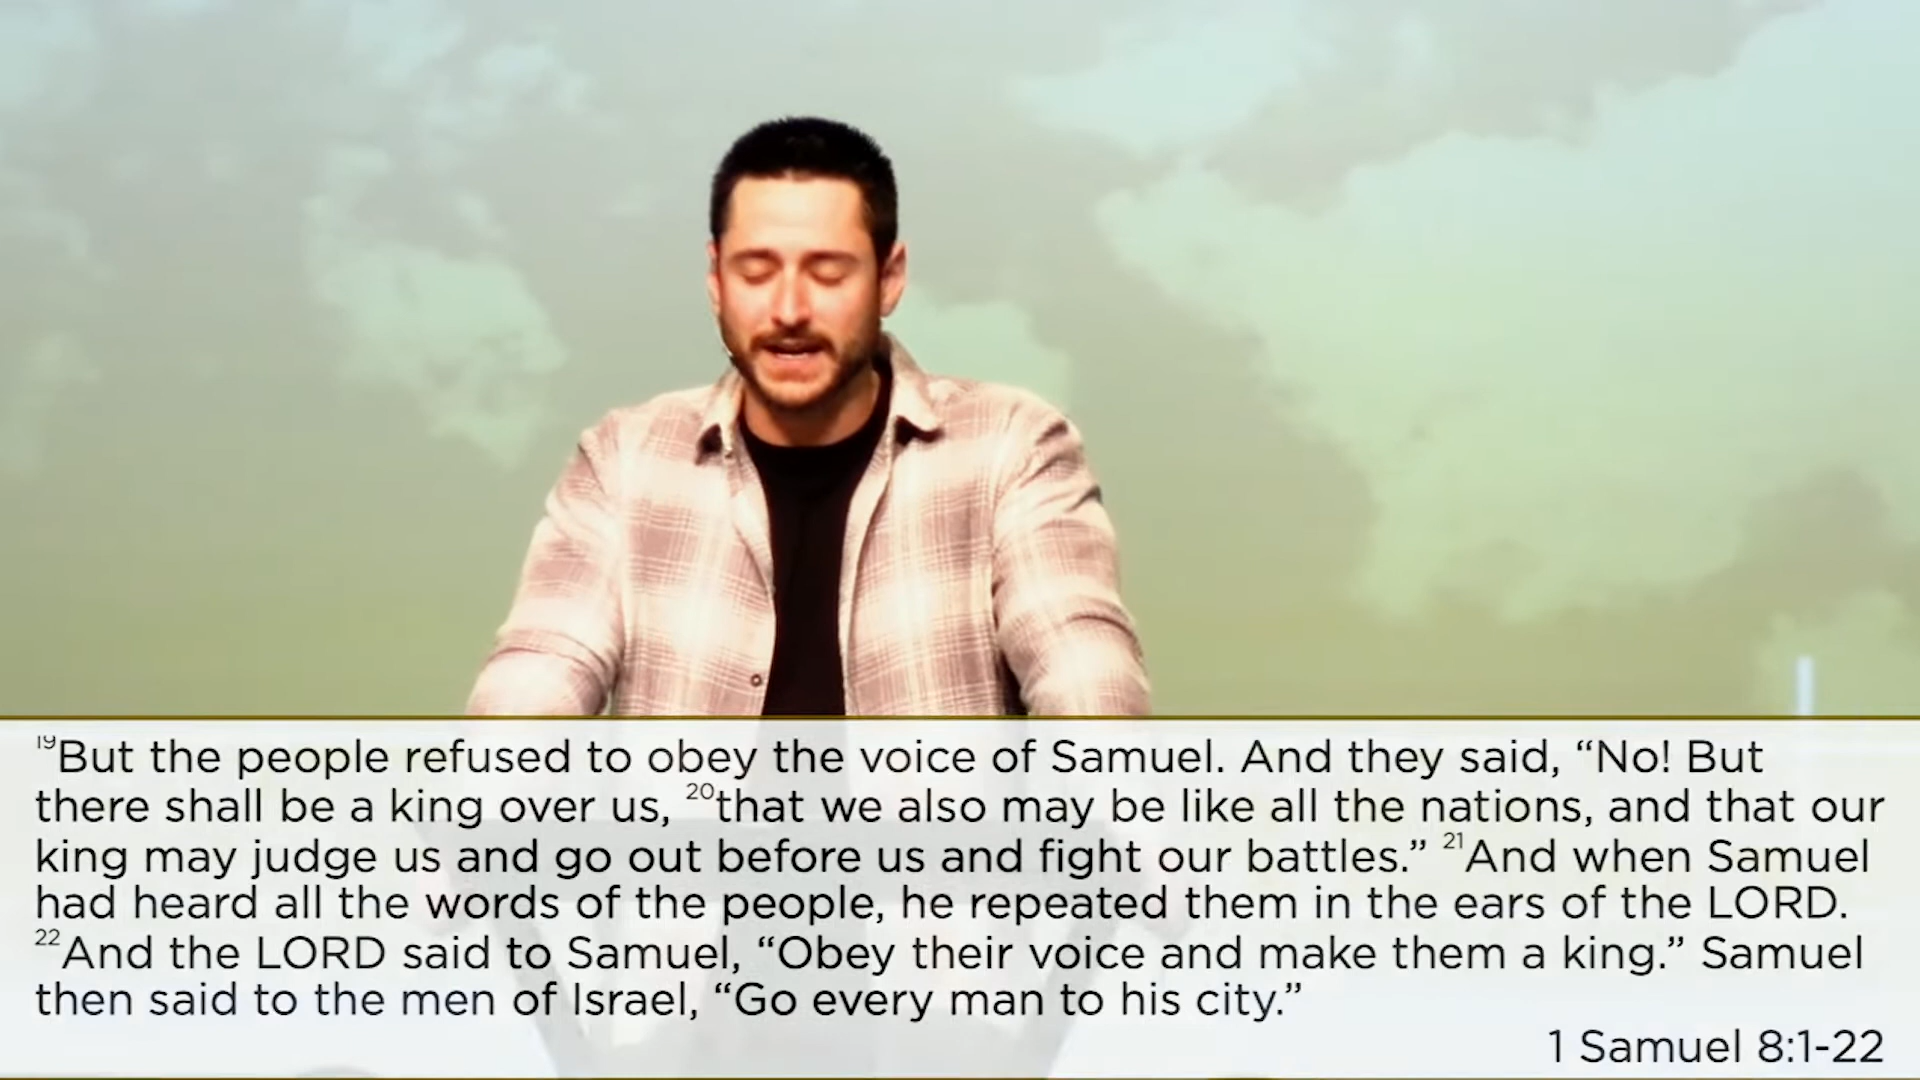 19But the people refused to obey the voice of Samuel. And they said, “No! But
there shall be a king over us, 20that we also may be like all the nations, and that our
king may judge us and go out before us and fight our battles.” 21And when Samuel
had heard all the words of the people, he repeated them in the ears of the LORD.
22And the LORD said to Samuel, “Obey their voice and make them a king.” Samuel
then said to the men of Israel, “Go every man to his city.”
1 Samuel 8:1-22